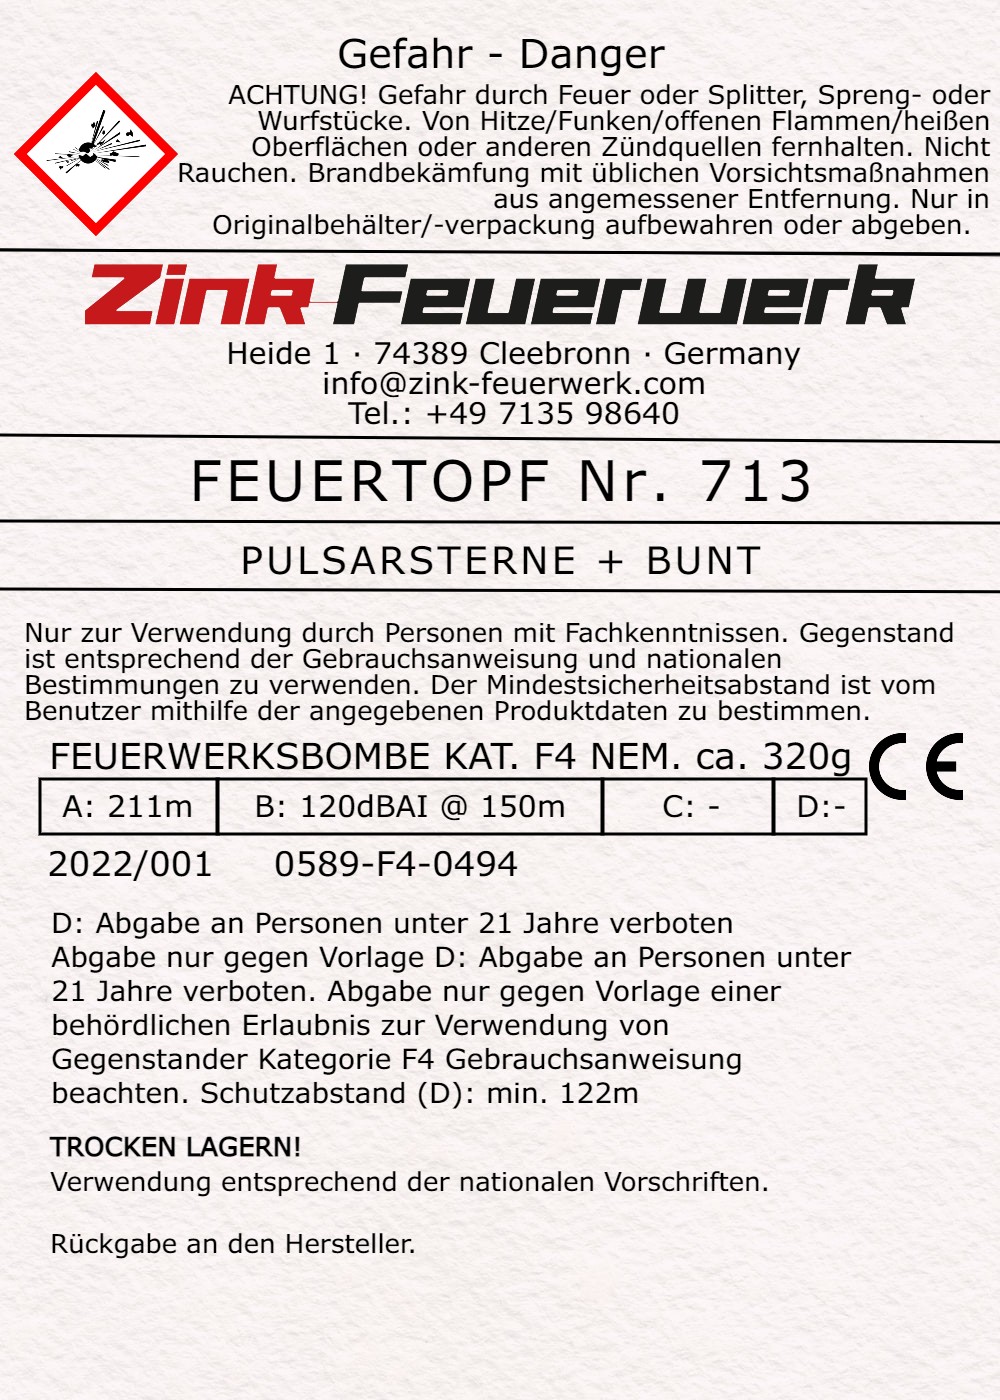 Gefahr - Danger
ACHTUNG! Gefahr durch Feuer oder Splitter, Spreng- oder
Wurfstücke. Von Hitze/Funken/offenen Flammen/heißen
Oberflächen oder anderen Zündquellen fernhalten. Nicht
Rauchen. Brandbekämfung mit üblichen Vorsichtsmaßnahmen
aus angemessener Entfernung. Nur in
Originalbehälter/-verpackung aufbewahren oder abgeben.
Zink Feuerwerk
Heide 1 · 74389 Cleebronn · Germany
info@zink-feuerwerk.com
Tel.: +49 7135 98640
FEUERTOPF Nr. 713
PULSARSTERNE + BUNT
Nur zur Verwendung durch Personen mit Fachkenntnissen. Gegenstand
ist entsprechend der Gebrauchsanweisung und nationalen
Bestimmungen zu verwenden. Der Mindestsicherheitsabstand ist vom
Benutzer mithilfe der angegebenen Produktdaten zu bestimmen.
FEUERWERKSBOMBE KAT. F4 NEM. ca. 320g CE
A: 211m B: 120dBAI @ 150m C: - D:-
2022/001 0589-F4-0494
D: Abgabe an Personen unter 21 Jahre verboten
Abgabe nur gegen Vorlage D: Abgabe an Personen unter
21 Jahre verboten. Abgabe nur gegen Vorlage einer
behördlichen Erlaubnis zur Verwendung von
Gegenstander Kategorie F4 Gebrauchsanweisung
beachten. Schutzabstand (D): min. 122m
TROCKEN LAGERN!
Verwendung entsprechend der nationalen Vorschriften.
Rückgabe an den Hersteller.